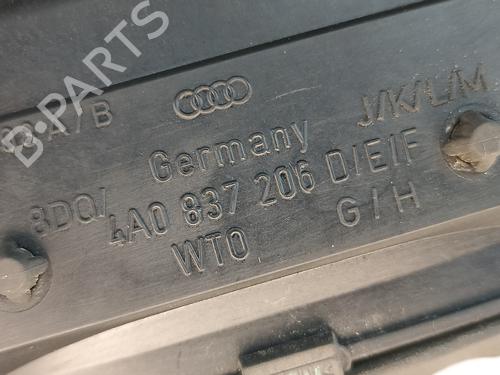 A/B
J/K/L/M
Germany
8D0/ 4A0 837 206 D/E/F
WTO G/H
B-PARTS